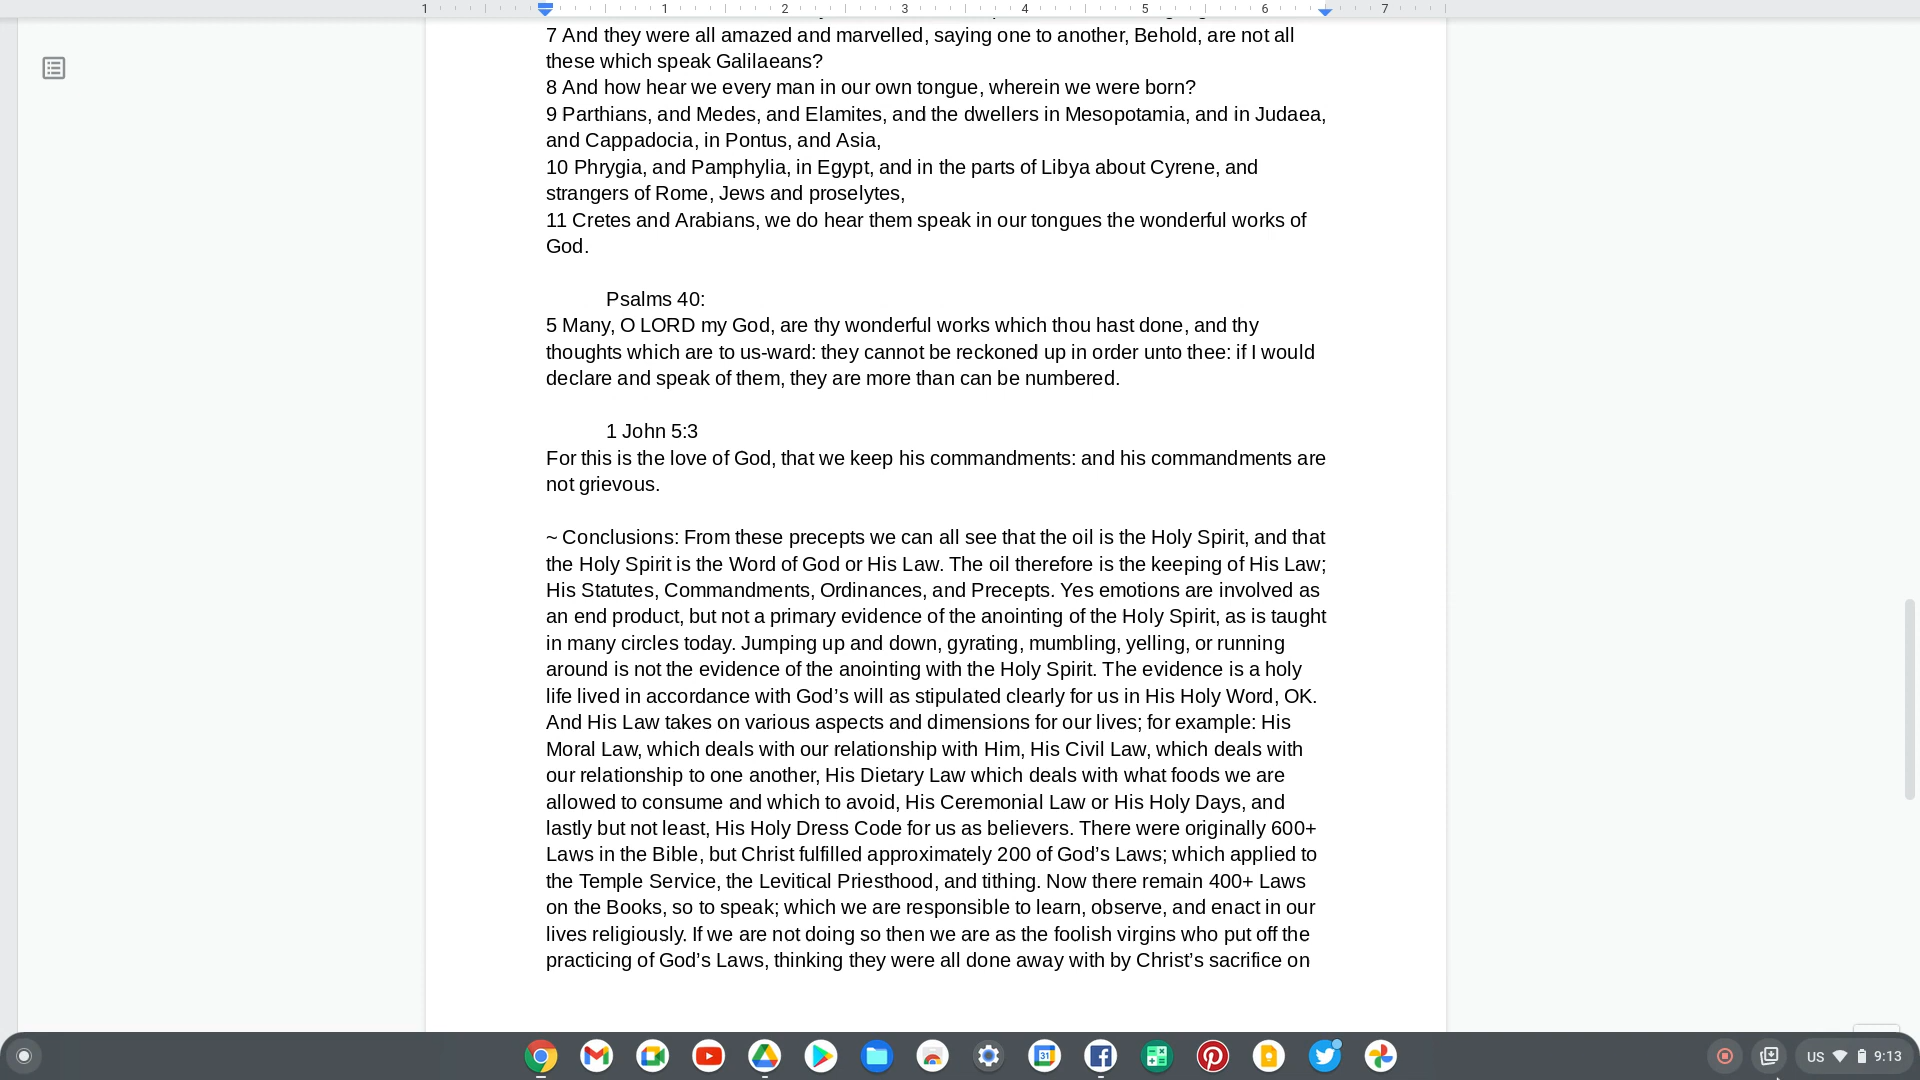 1 1 2 3 4 5 6 7
7 And they were all amazed and marvelled, saying one to another, Behold, are not all
these which speak Galilaeans?
8 And how hear we every man in our own tongue, wherein we were born?
9 Parthians, and Medes, and Elamites, and the dwellers in Mesopotamia, and in Judaea,
and Cappadocia, in Pontus, and Asia,
10 Phrygia, and Pamphylia, in Egypt, and in the parts of Libya about Cyrene, and
strangers of Rome, Jews and proselytes,
11 Cretes and Arabians, we do hear them speak in our tongues the wonderful works of
God.
Psalms 40:
5 Many, O LORD my God, are thy wonderful works which thou hast done, and thy
thoughts which are to us-ward: they cannot be reckoned up in order unto thee: if I would
declare and speak of them, they are more than can be numbered.
1 John 5:3
For this is the love of God, that we keep his commandments: and his commandments are
not grievous.
~ Conclusions: From these precepts we can all see that the oil is the Holy Spirit, and that
the Holy Spirit is the Word of God or His Law. The oil therefore is the keeping of His Law;
His Statutes, Commandments, Ordinances, and Precepts. Yes emotions are involved as
an end product, but not a primary evidence of the anointing of the Holy Spirit, as is taught
in many circles today. Jumping up and down, gyrating, mumbling, yelling, or running
around is not the evidence of the anointing with the Holy Spirit. The evidence is a holy
life lived in accordance with God’s will as stipulated clearly for us in His Holy Word, OK.
And His Law takes on various aspects and dimensions for our lives; for example: His
Moral Law, which deals with our relationship with Him, His Civil Law, which deals with
our relationship to one another, His Dietary Law which deals with what foods we are
allowed to consume and which to avoid, His Ceremonial Law or His Holy Days, and
lastly but not least, His Holy Dress Code for us as believers. There were originally 600+
Laws in the Bible, but Christ fulfilled approximately 200 of God’s Laws; which applied to
the Temple Service, the Levitical Priesthood, and tithing. Now there remain 400+ Laws
on the Books, so to speak; which we are responsible to learn, observe, and enact in our
lives religiously. If we are not doing so then we are as the foolish virgins who put off the
practicing of God’s Laws, thinking they were all done away with by Christ’s sacrifice on
31
US 9:13